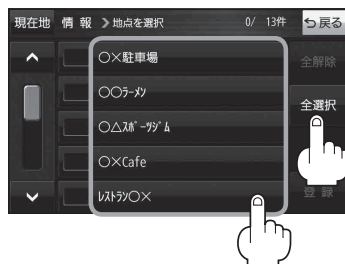 現在地 情 報 ＞地点を選択 0/ 13件 戻る
○×駐車場
全解除
○○ﾗｰﾒﾝ
全選択
○△ｽﾎﾟｰﾂｼﾞﾑ
○×Cafe
ﾚｽﾄﾗﾝ○×
登 録